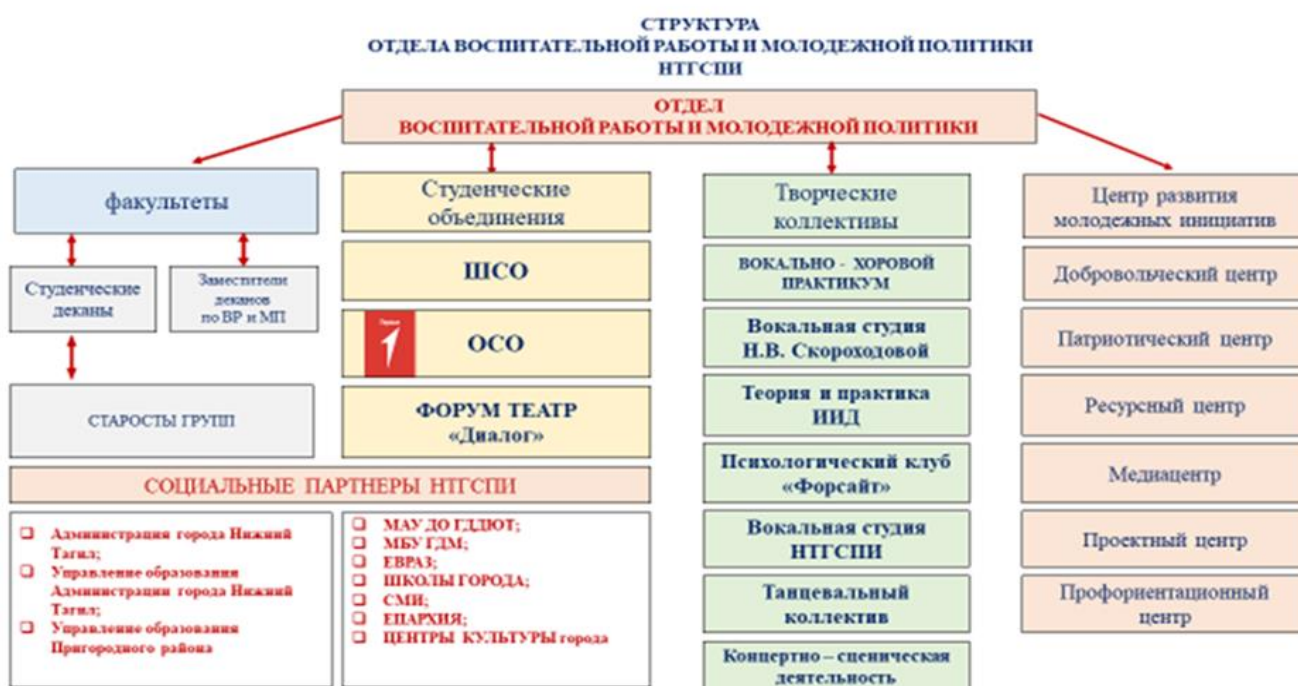 СТРУКТУРА
ОТДЕЛА ВОСПИТАТЕЛЬНОЙ РАБОТЫ И МОЛОДЕЖНОЙ ПОЛИТИКИ
НТГСПИ
ОТДЕЛ
ВОСПИТАТЕЛЬНОЙ РАБОТЫ И МОЛОДЕЖНОЙ ПОЛИТИКИ
факультеты
Студенческие
деканы
Заместители
деканов
по ВР и МП
СТАРОСТЫ ГРУПП
Студенческие
объединения
ШСО
ОСО
ФОРУМ ТЕАТР
«Диалог»
Творческие
коллективы
ВОКАЛЬНО - ХОРОВОЙ
ПРАКТИКУМ
Вокальная студия
Н.В. Скороходовой
Теория и практика
ИИД
Психологический клуб
«Форсайт»
Вокальная студия
НТГСПИ
Танцевальный
коллектив
Концертно – сценическая
деятельность
Центр развития
молодежных инициатив
Добровольческий центр
Патриотический центр
Ресурсный центр
Медиацентр
Проектный центр
Профориентационный
центр
СОЦИАЛЬНЫЕ ПАРТНЕРЫ НТГСПИ
Администрация города Нижний
Тагил;
Управление образования
Администрации города Нижний
Тагил;
Управление образования
Пригородного района
МАУ ДО ГДДЮТ;
МБУ ГДМ;
ЕВРАЗ;
ШКОЛЫ ГОРОДА;
СМИ;
ЕПАРХИЯ;
ЦЕНТРЫ КУЛЬТУРЫ города